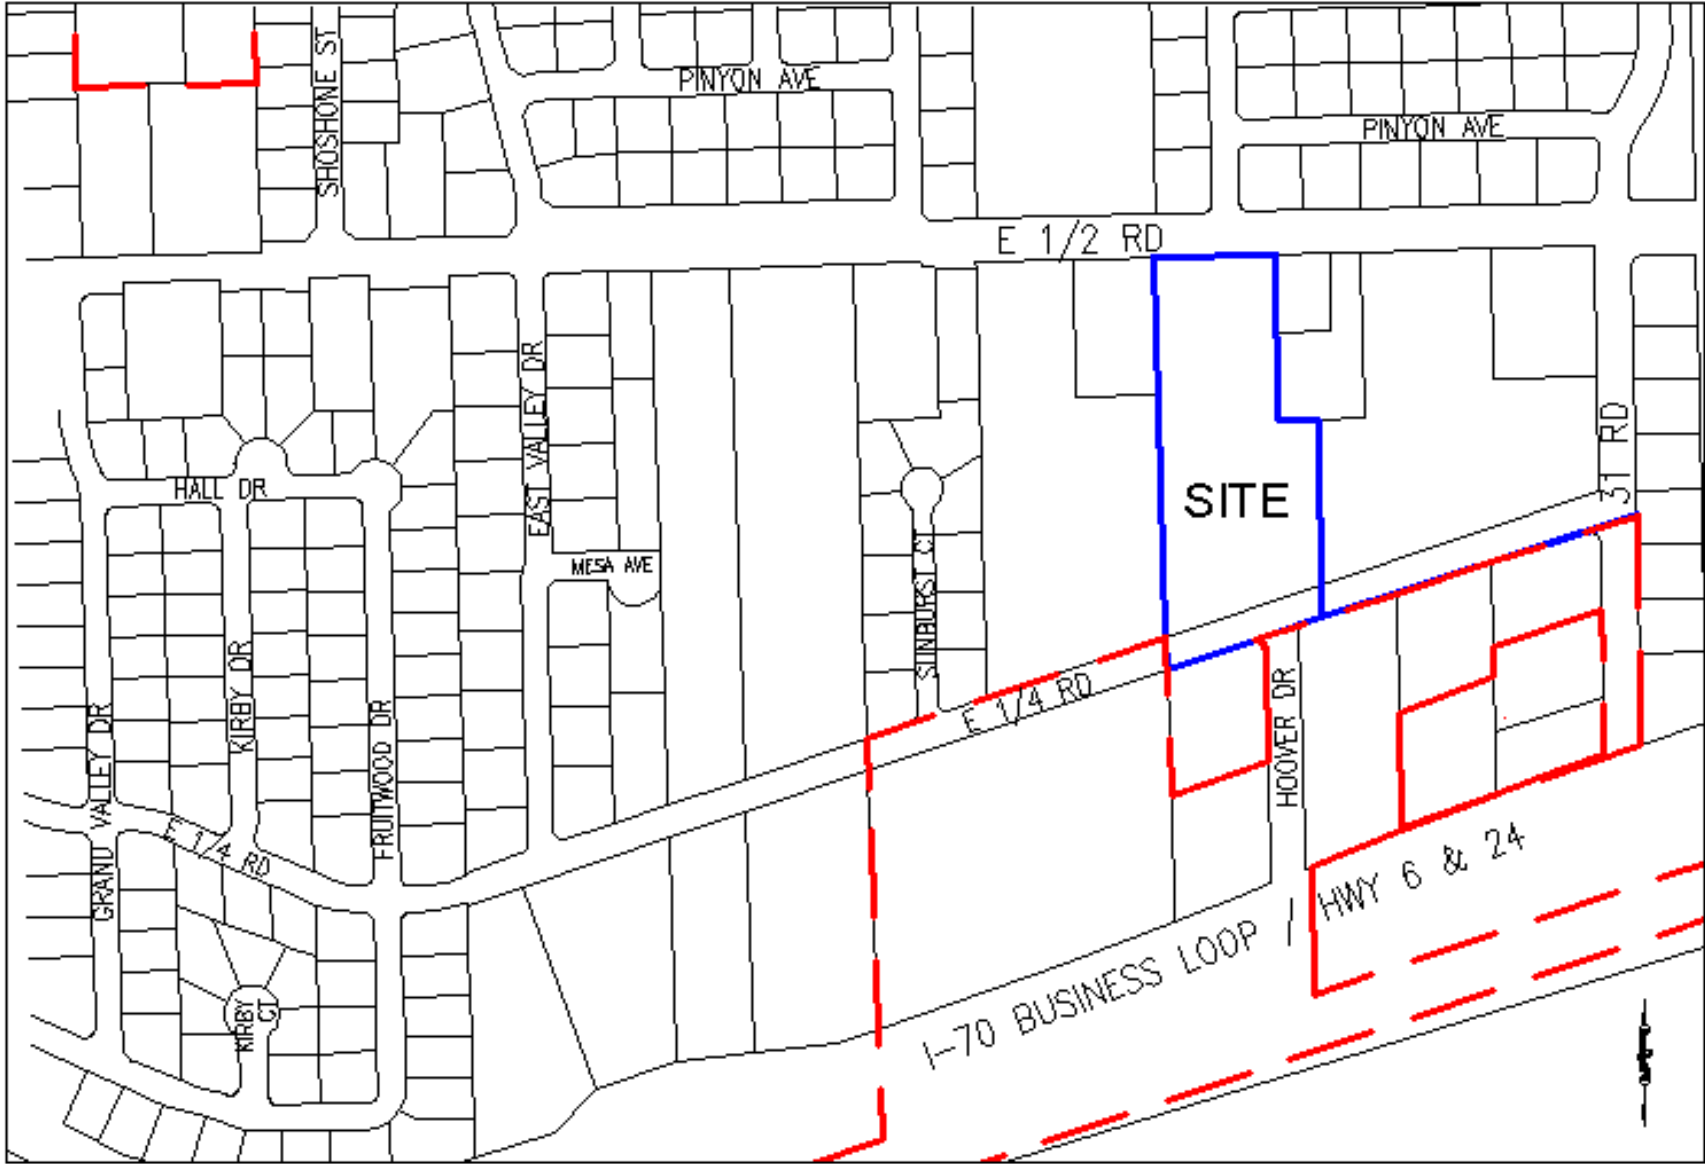 SHOSHONE ST
PINYON AVE
PINYON AVE
E 1/2 RD
EAST VALLEY DR
31 RD
HALL DR
SITE
MESA AVE
SUNBURST CT
KIRBY DR
E 1/4 RD
HOOVER DR
GRAND VALLEY DR
FRUITWOOD DR
E 1/4 RD
I-70 BUSINESS LOOP / HWY 6 & 24
KIRBY CT